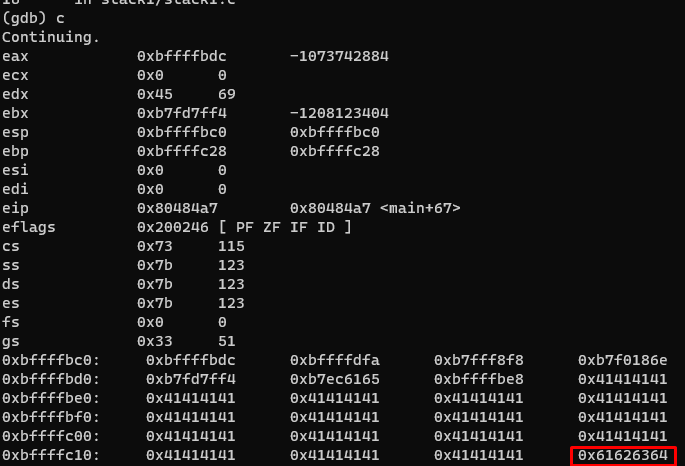 in stack1/stack1.c
(gdb) c
Continuing.
eax 0xbffffbdc -1073742884
ecx 0x0 0
edx 0x45 69
ebx 0xb7fd7ff4 -1208123404
esp 0xbffffbc0 0xbffffbc0
ebp 0xbffffc28 0xbffffc28
esi 0x0 0
edi 0x0 0
eip 0x80484a7 0x80484a7 <main+67>
eflags 0x200246 [ PF ZF IF ID ]
cs 0x73 115
ss 0x7b 123
ds 0x7b 123
es 0x7b 123
fs 0x0 0
gs 0x33 51
0xbffffbc0: 0xbffffbdc 0xbffffdfa 0xb7fff8f8 0xb7f0186e
0xbffffbd0: 0xb7fd7ff4 0xb7ec6165 0xbffffbe8 0x41414141
0xbffffbe0: 0x41414141 0x41414141 0x41414141 0x41414141
0xbffffbf0: 0x41414141 0x41414141 0x41414141 0x41414141
0xbffffc00: 0x41414141 0x41414141 0x41414141 0x41414141
0xbffffc10: 0x41414141 0x41414141 0x41414141 0x61626364